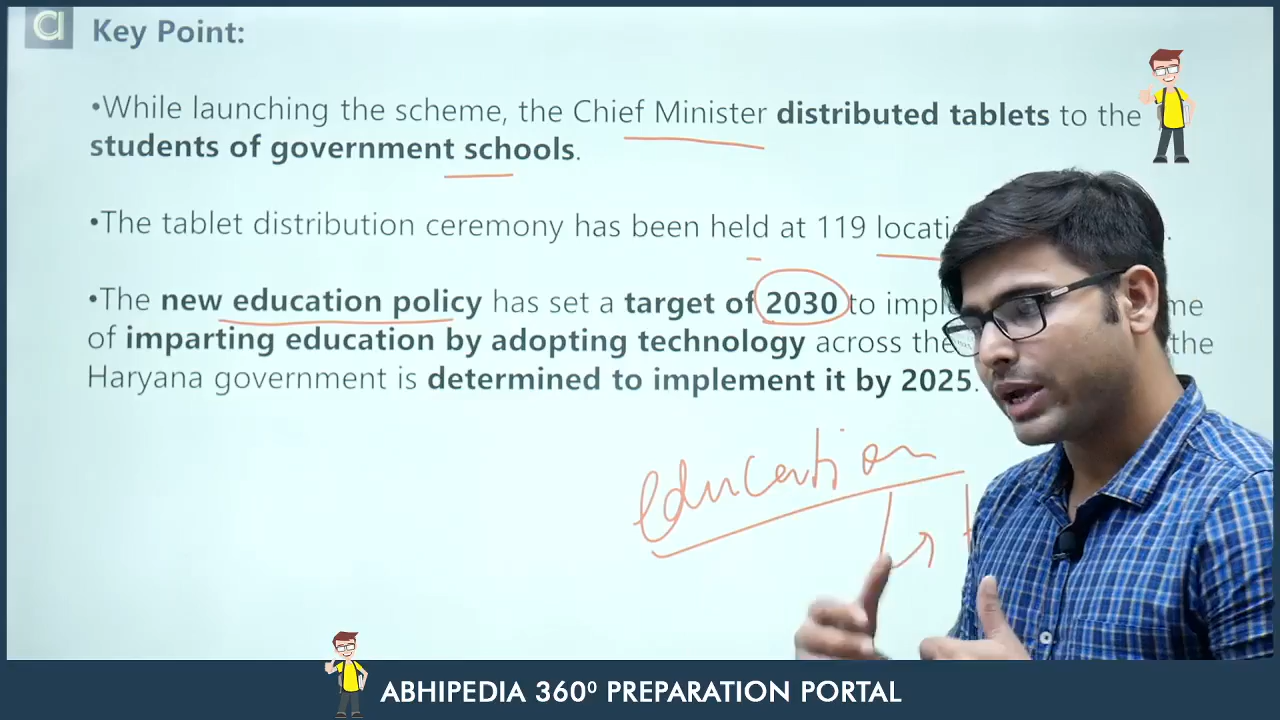 Key Point:
•While launching the scheme, the Chief Minister distributed tablets to the
students of government schools.
•The tablet distribution ceremony has been held at 119
•The new education policy has set a target of 2030 to
of imparting education by adopting technology across the the
Haryana government is determined to implement it by 2025.
education
ABHIPEDIA 360⁰ PREPARATION PORTAL